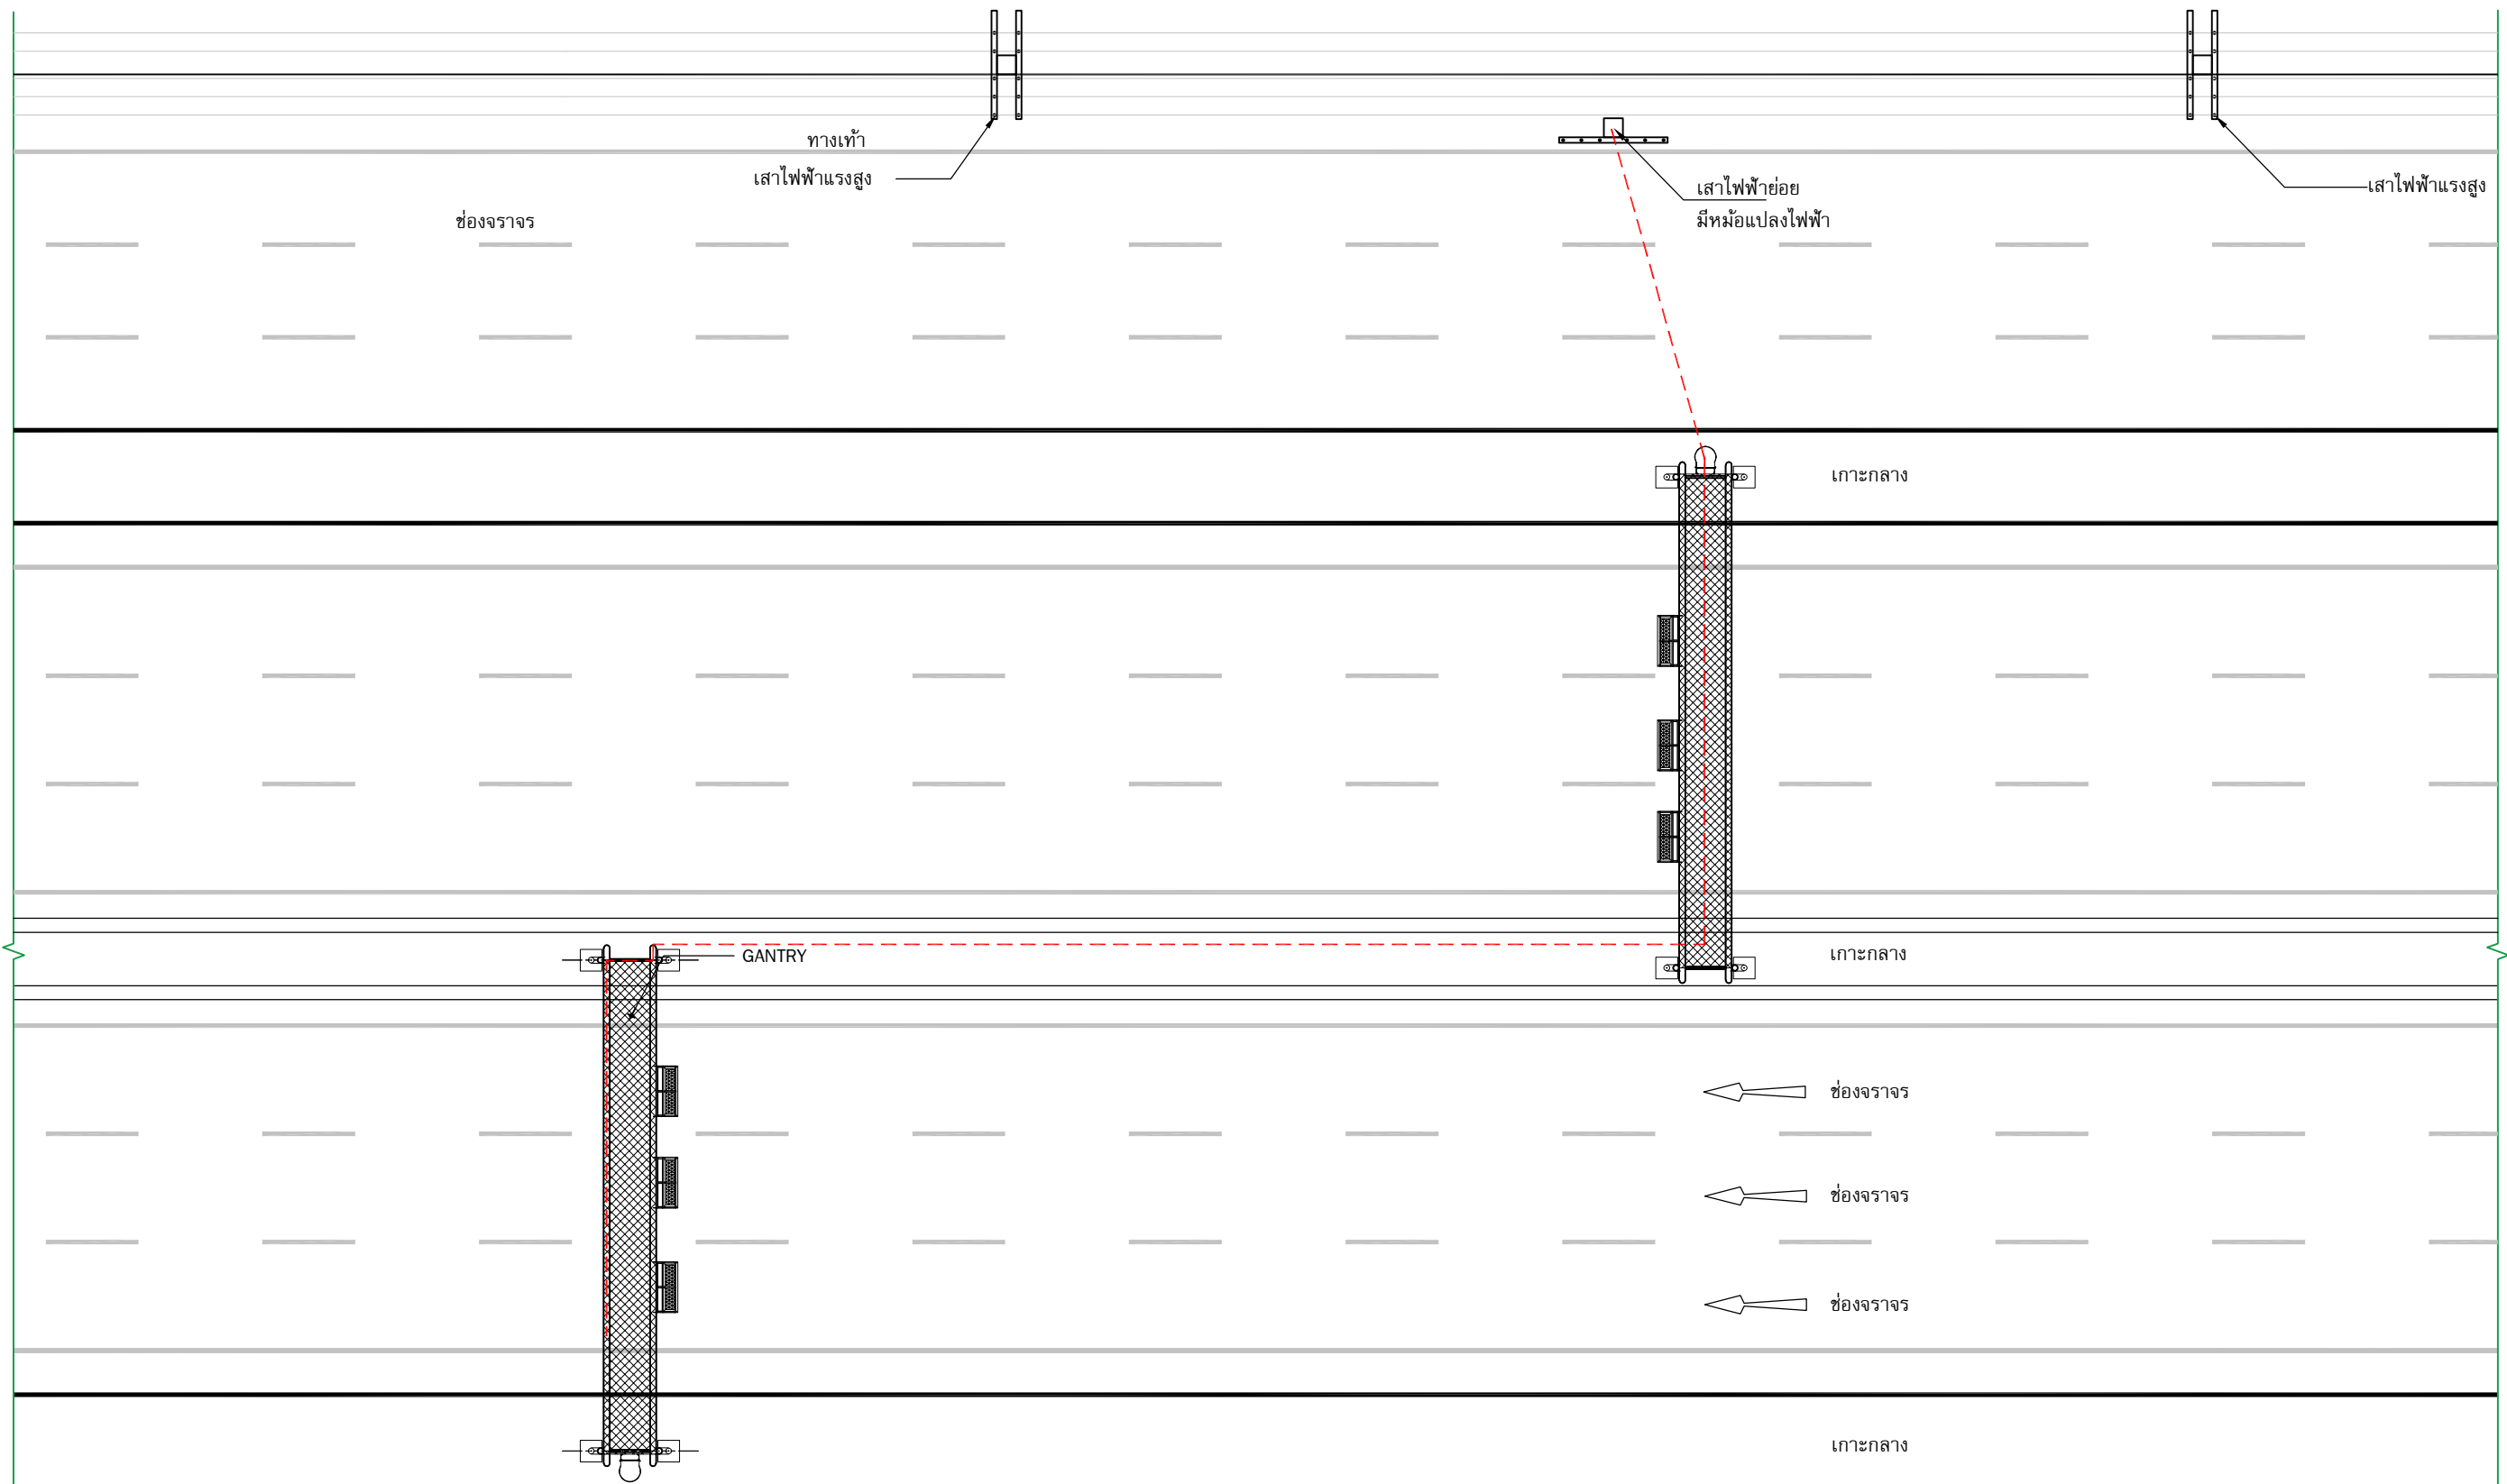 ทางเท้า
เสาไฟฟ้าแรงสูง
เสาไฟฟ้าย่อย
มีหม้อแปลงไฟฟ้า
เสาไฟฟ้าแรงสูง
ช่องจราจร
เกาะกลาง
GANTRY
เกาะกลาง
ช่องจราจร
ช่องจราจร
ช่องจราจร
เกาะกลาง